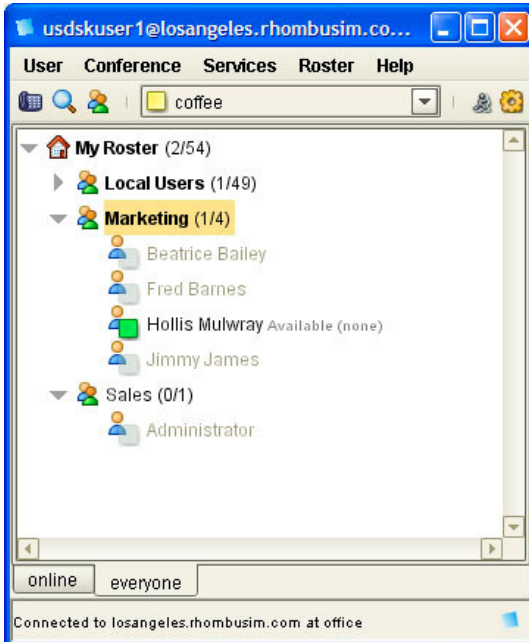 usdskuser1@losangeles.rhombusim.co...
User Conference Services Roster Help
coffee
My Roster (2/54)
Local Users (1/49)
Marketing (1/4)
Beatrice Bailey
Fred Barnes
Hollis Mulwray Available (none)
Jimmy James
Sales (0/1)
Administrator
online everyone
Connected to losangeles.rhombusim.com at office